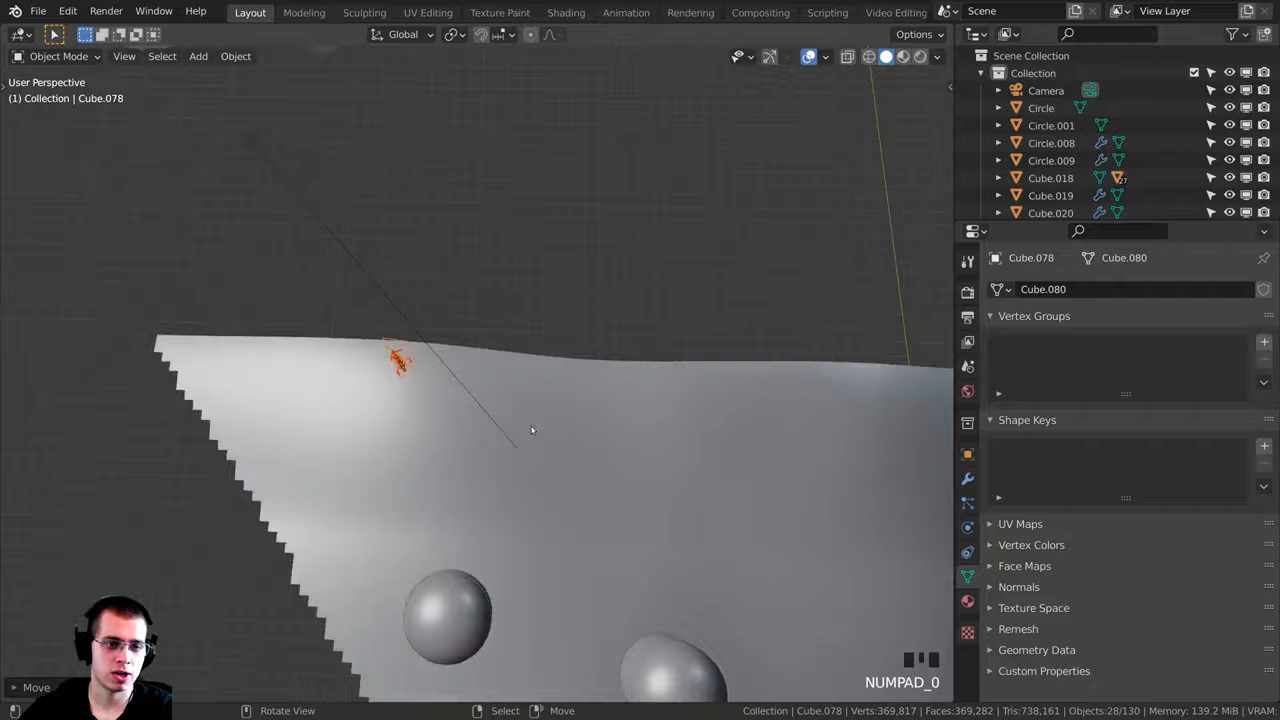 File Edit Render Window Help Layout Modeling Sculpting UV Editing Texture Paint Shading Animation Rendering Compositing Scripting Video Editing Scene View Layer
Global Options
Object Mode View Select Add Object
User Perspective
(1) Collection | Cube.078
Scene Collection
Collection
Camera
Circle
Circle.001
Circle.008
Circle.009
Cube.018 27
Cube.019
Cube.020
Cube.078 Cube.080
Cube.080
Vertex Groups
Shape Keys
UV Maps
Vertex Colors
Face Maps
Normals
Texture Space
Remesh
Geometry Data
Custom Properties
NUMPAD_0
Move
Rotate View Select Move Collection | Cube.078 Verts:369,817 Faces:369,282 Tris:738,161 Objects:28/130 Memory: 139.2 MiB VRAM: